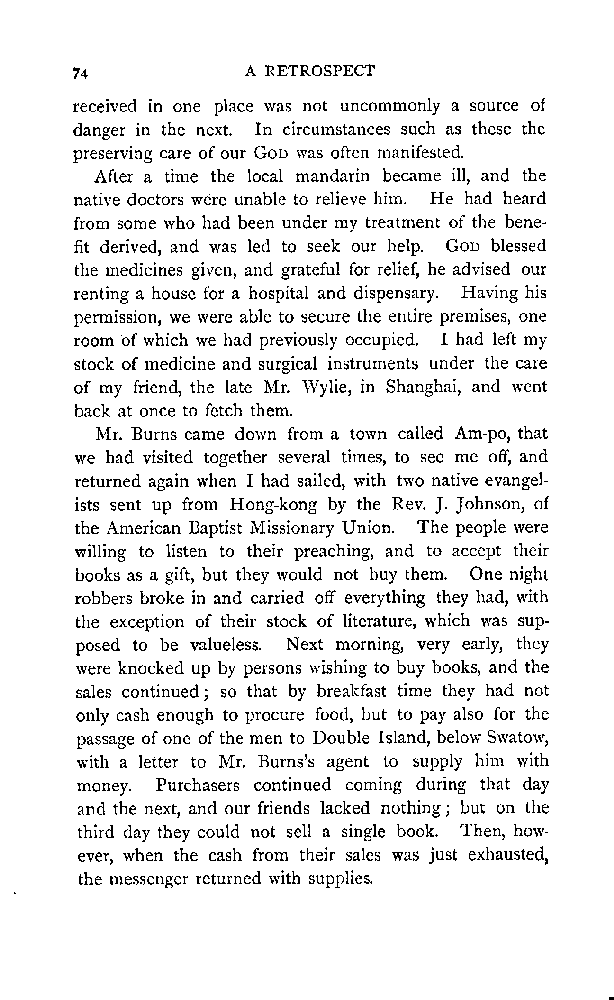 74 A RETROSPECT
received in one place was not uncommonly a source of
danger in the next. In circumstances such as these the
preserving care of our GOD was often manifested.
After a time the local mandarin became ill, and the
native doctors were unable to relieve him. He had heard
from some who had been under my treatment of the bene-
fit derived, and was led to seek our help. GOD blessed
the medicines given, and grateful for relief, he advised our
renting a house for a hospital and dispensary. Having his
permission, we were able to secure the entire premises, one
room of which we had previously occupied. I had left my
stock of medicine and surgical instruments under the care
of my friend, the late Mr. Wylie, in Shanghai, and went
back at once to fetch them.
Mr. Burns came down from a town called Am-po, that
we had visited together several times, to see me off, and
returned again when I had sailed, with two native evangel-
ists sent up from Hong-kong by the Rev. J. Johnson, of
the American Baptist Missionary Union. The people were
willing to listen to their preaching, and to accept their
books as a gift, but they would not buy them. One night
robbers broke in and carried off everything they had, with
the exception of their stock of literature, which was sup-
posed to be valueless. Next morning, very early, they
were knocked up by persons wishing to buy books, and the
sales continued; so that by breakfast time they had not
only cash enough to procure food, but to pay also for the
passage of one of the men to Double Island, below Swatow,
with a letter to Mr. Burns's agent to supply him with
money. Purchasers continued coming during that day
and the next, and our friends lacked nothing; but on the
third day they could not sell a single book. Then, how-
ever, when the cash from their sales was just exhausted,
the messenger returned with supplies.